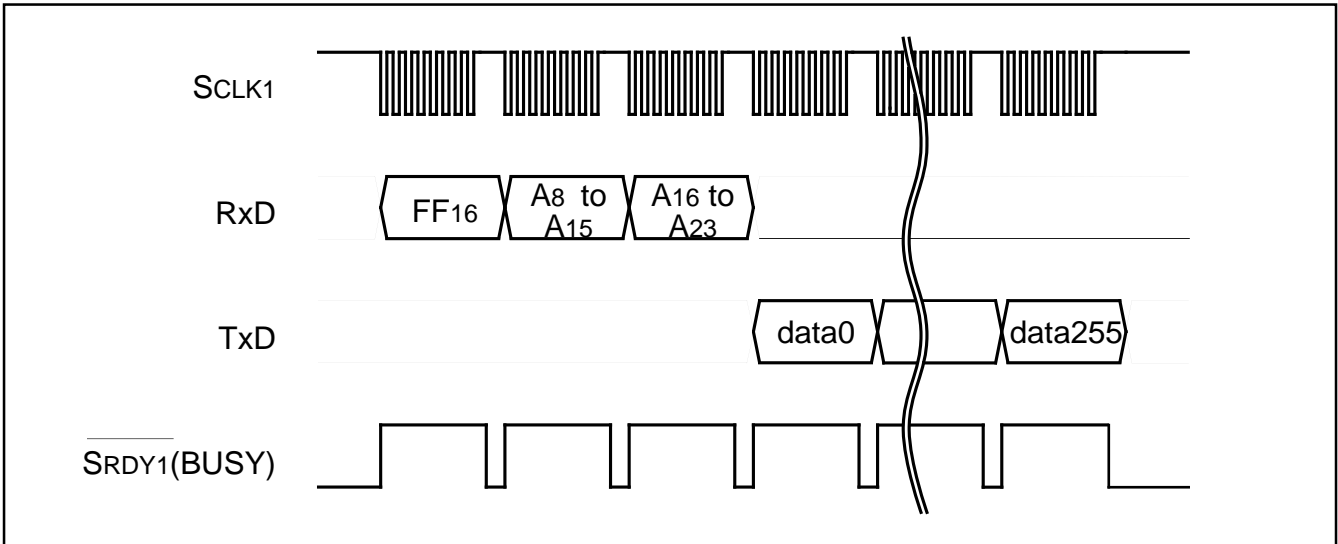 SCLK1
RxD
FF16
A8 to
A15
A16 to
A23
TxD
data0
data255
SRDY1(BUSY)